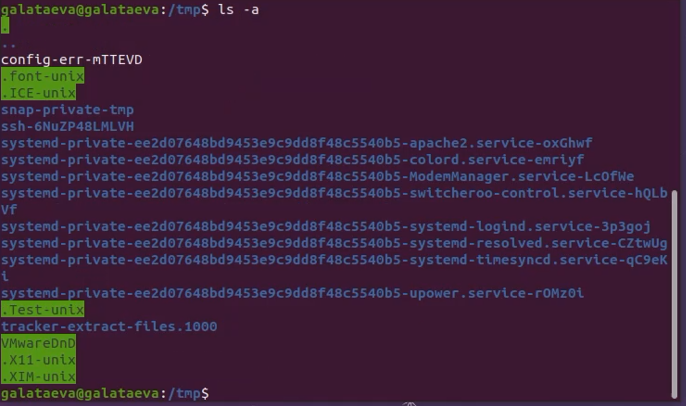 galataeva@galataeva:/tmp$ ls -a
.
..
config-err-mTTEVD
.font-unix
.ICE-unix
snap-private-tmp
ssh-6NuZP48LMLVH
systemd-private-ee2d07648bd9453e9c9dd8f48c5540b5-apache2.service-oxGhwf
systemd-private-ee2d07648bd9453e9c9dd8f48c5540b5-colord.service-emriyf
systemd-private-ee2d07648bd9453e9c9dd8f48c5540b5-ModemManager.service-LcOfWe
systemd-private-ee2d07648bd9453e9c9dd8f48c5540b5-switcheroo-control.service-hQLb
Vf
systemd-private-ee2d07648bd9453e9c9dd8f48c5540b5-systemd-logind.service-3p3goj
systemd-private-ee2d07648bd9453e9c9dd8f48c5540b5-systemd-resolved.service-CZtwUg
systemd-private-ee2d07648bd9453e9c9dd8f48c5540b5-systemd-timesyncd.service-qC9eK
i
systemd-private-ee2d07648bd9453e9c9dd8f48c5540b5-upower.service-rOMz0i
.Test-unix
tracker-extract-files.1000
VMwareDnD
.X11-unix
.XIM-unix
galataeva@galataeva:/tmp$